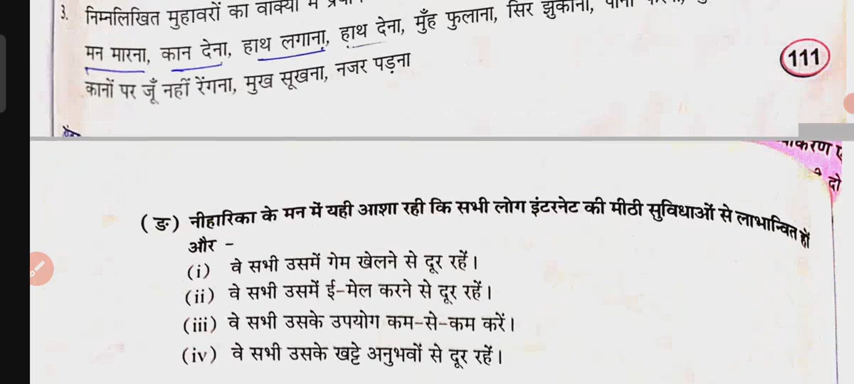 3. निम्नलिखित मुहावरों का वाक्यों में
मन मारना, कान देना, हाथ लगाना, हाथ देना, मुँह फुलाना, सिर झुकाना,
111
कानों पर जूँ नहीं रेंगना, मुख सूखना, नजर पड़ना
दो
(ङ) नीहारिका के मन में यही आशा रही कि सभी लोग इंटरनेट की मीठी सुविधाओं से लाभान्वित हों
और -
(i) वे सभी उसमें गेम खेलने से दूर रहें।
(ii) वे सभी उसमें ई-मेल करने से दूर रहें।
(iii) वे सभी उसके उपयोग कम-से-कम करें।
(iv) वे सभी उसके खट्टे अनुभवों से दूर रहें।